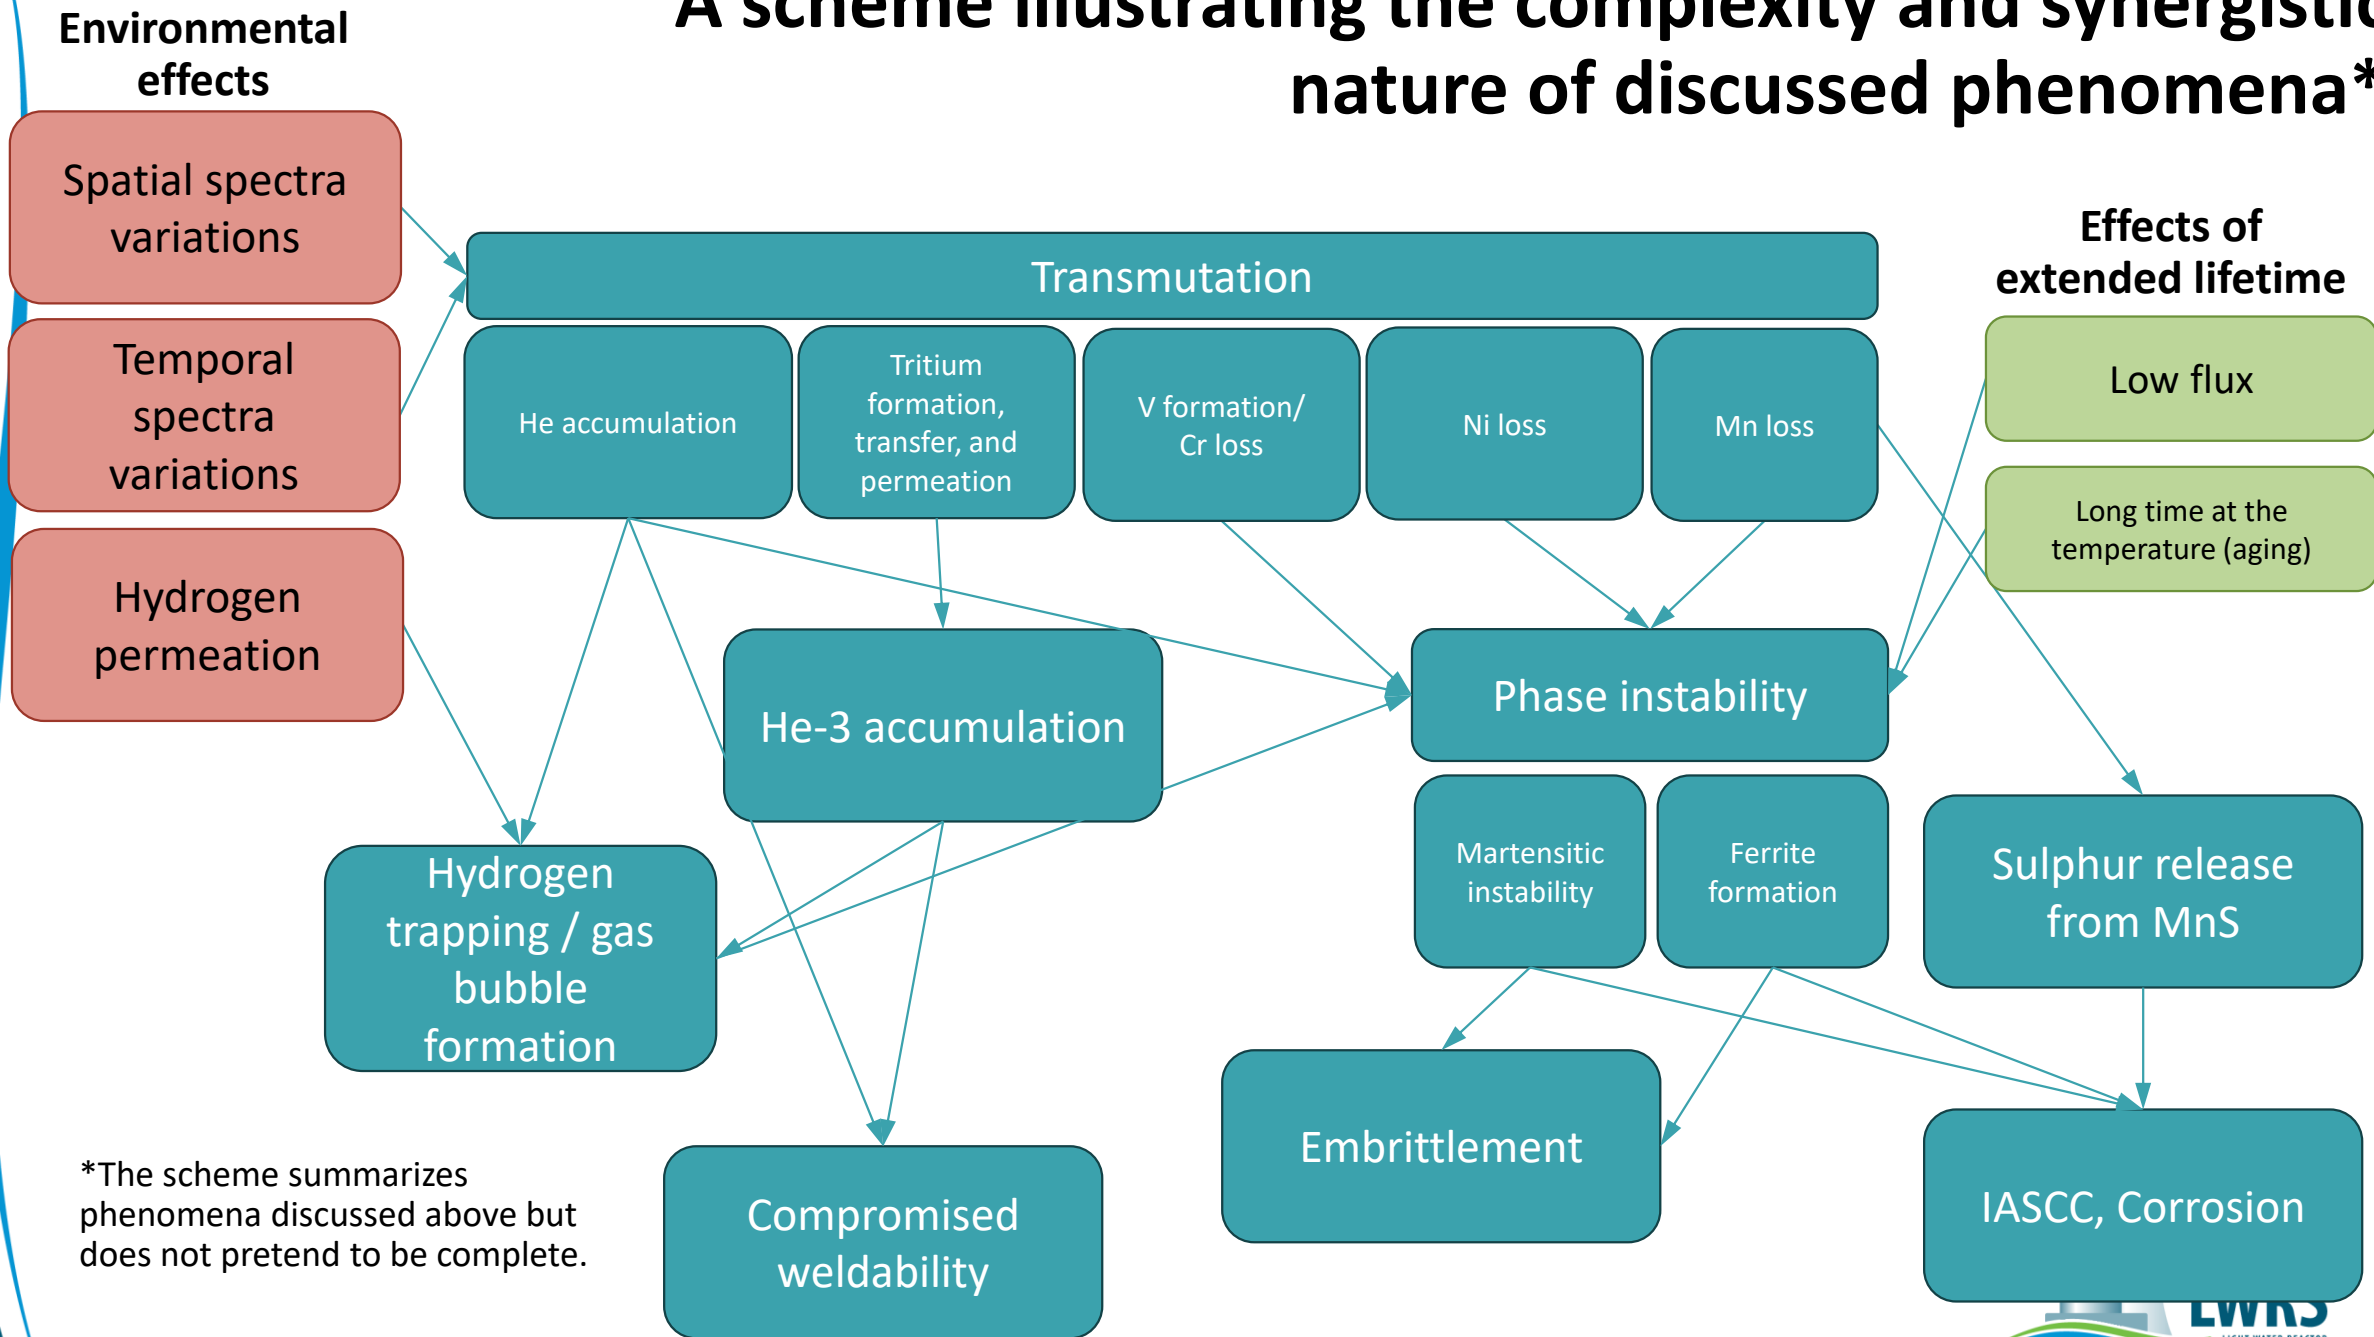 A scheme illustrating the complexity and synergistic
nature of discussed phenomena*
Environmental
effects
Spatial spectra
variations
Temporal
spectra
variations
Hydrogen
permeation
Transmutation
He accumulation
Tritium
formation,
transfer, and
permeation
V formation/
Cr loss
Ni loss
Mn loss
Effects of
extended lifetime
Low flux
Long time at the
temperature (aging)
He-3 accumulation
Phase instability
Martensitic
instability
Ferrite
formation
Sulphur release
from MnS
Hydrogen
trapping / gas
bubble
formation
Embrittlement
Compromised
weldability
IASCC, Corrosion
*The scheme summarizes
phenomena discussed above but
does not pretend to be complete.
LWRS
LIGHT WATER REACTOR